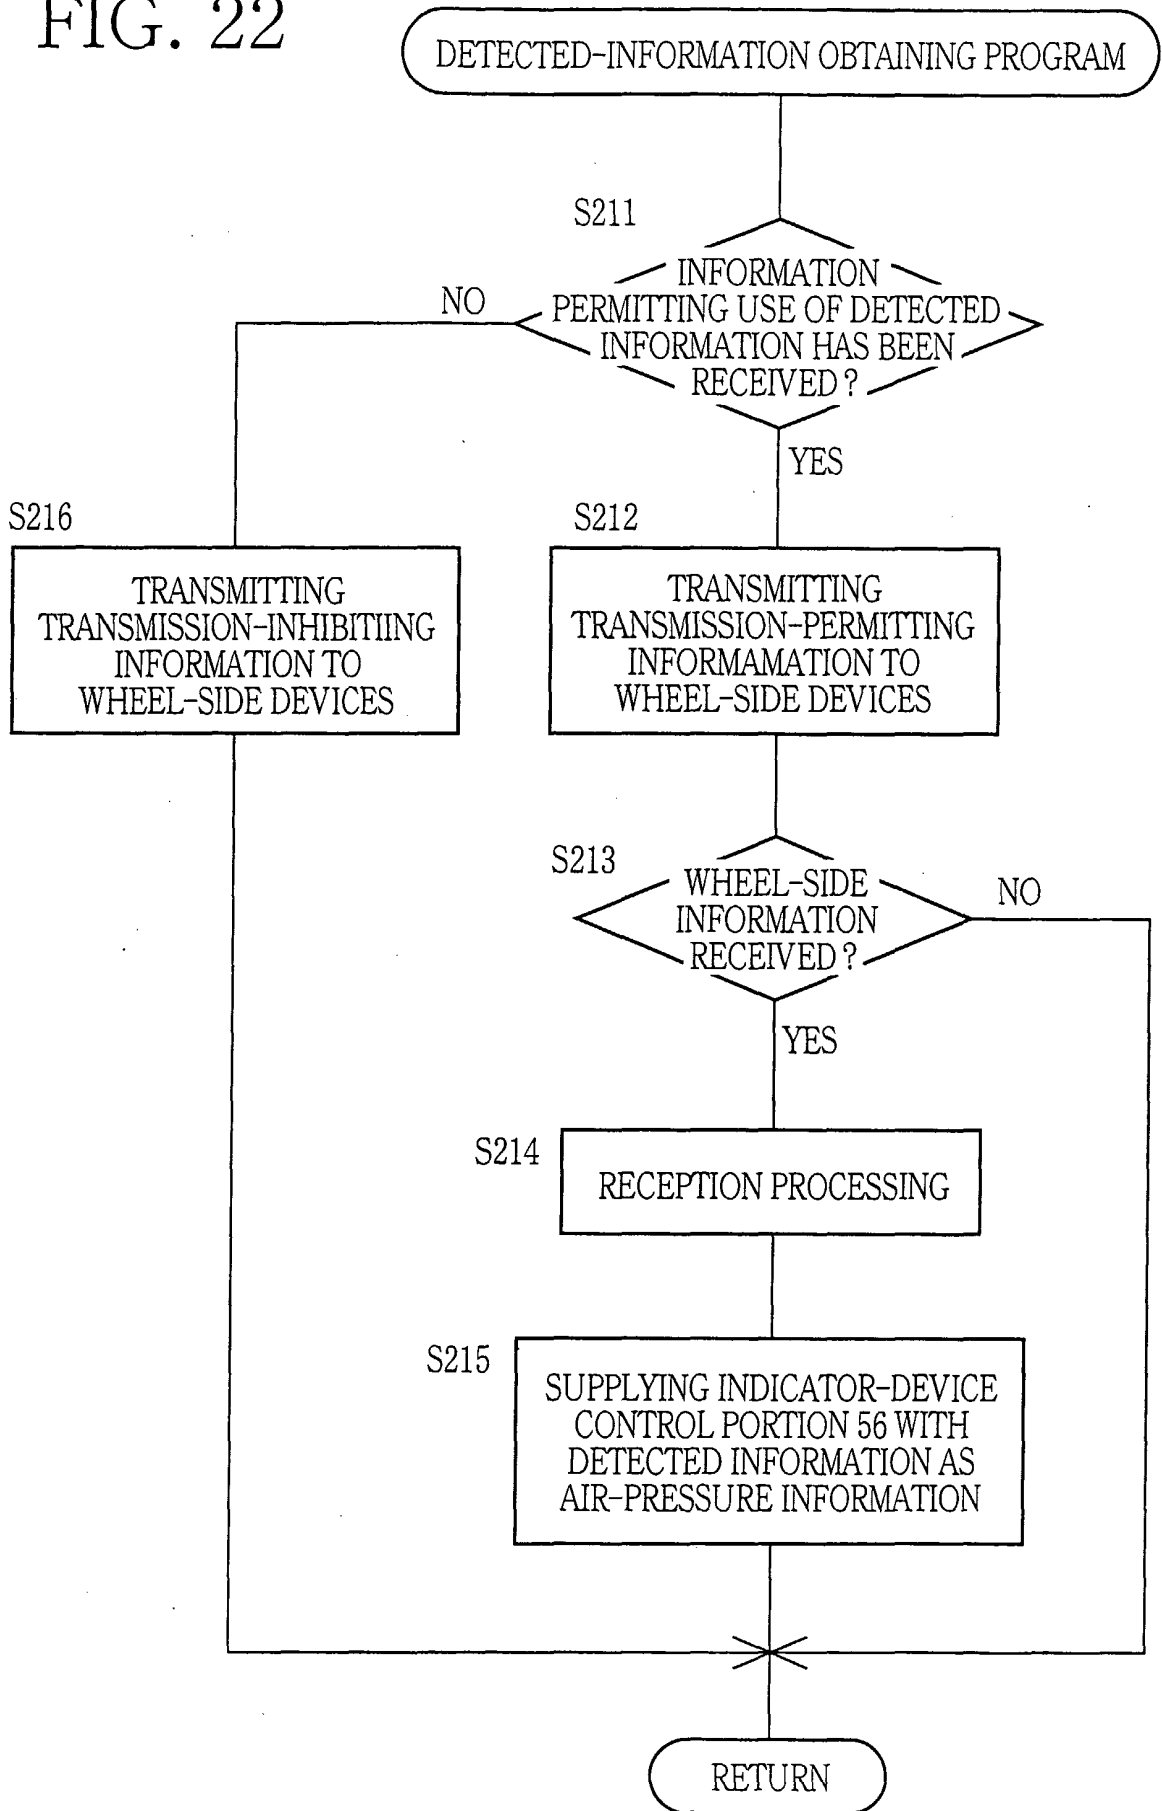 FIG. 22
DETECTED-INFORMATION OBTAINING PROGRAM
S211
INFORMATION
PERMITTING USE OF DETECTED
INFORMATION HAS BEEN
RECEIVED?
NO
YES
S216
TRANSMITTING
TRANSMISSION-INHIBITIING
INFORMATION TO
WHEEL-SIDE DEVICES
S212
TRANSMITTING
TRANSMISSION-PERMITTING
INFORMAMATION TO
WHEEL-SIDE DEVICES
S213
WHEEL-SIDE
INFORMATION
RECEIVED?
NO
YES
S214
RECEPTION PROCESSING
S215
SUPPLYING INDICATOR-DEVICE
CONTROL PORTION 56 WITH
DETECTED INFORMATION AS
AIR-PRESSURE INFORMATION
RETURN